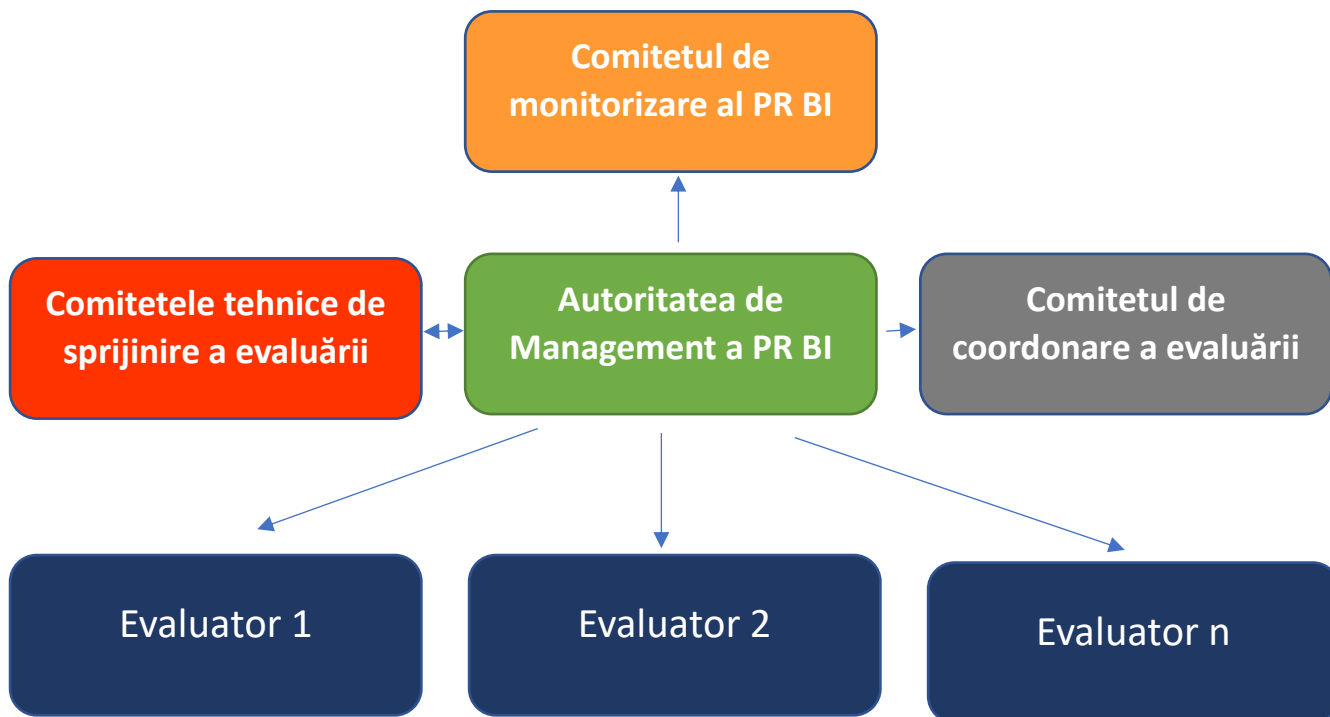 Comitetul de
monitorizare al PR BI
Comitetele tehnice de
sprijinire a evaluării
Autoritatea de
Management a PR BI
Comitetul de
coordonare a evaluării
Evaluator 1
Evaluator 2
Evaluator n